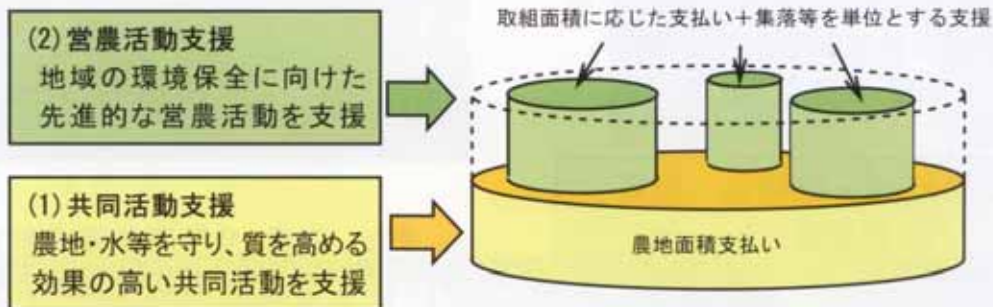 取組面積に応じた支払い＋集落等を単位とする支援
(2) 営農活動支援
地域の環境保全に向けた
先進的な営農活動を支援
(1) 共同活動支援
農地・水等を守り、質を高める
効果の高い共同活動を支援
農地面積支払い